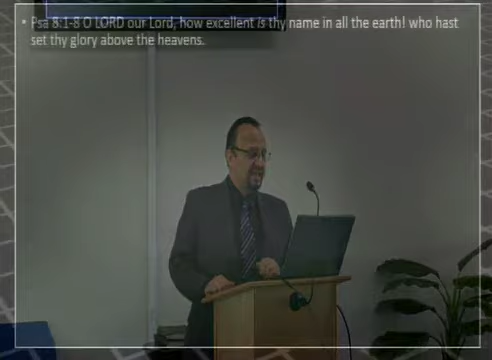 • Psa 8:1-8 O LORD our Lord, how excellent is thy name in all the earth! who hast
set thy glory above the heavens.